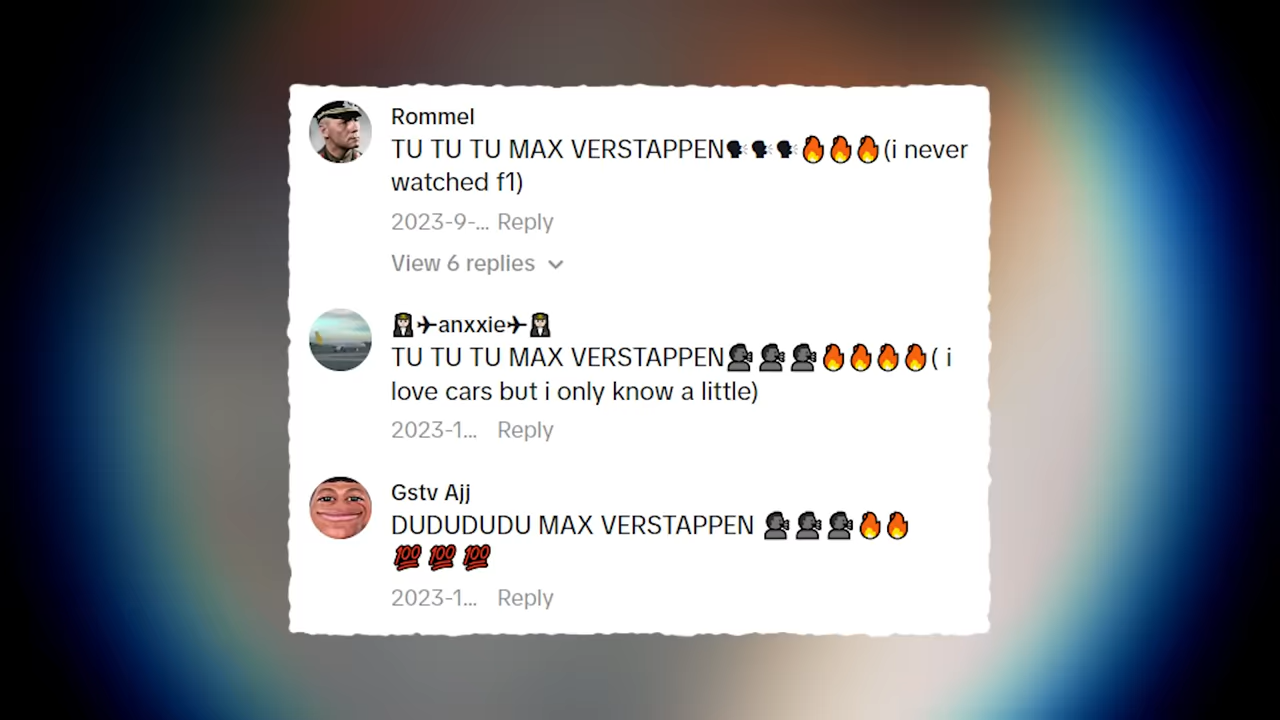 Rommel
TU TU TU MAX VERSTAPPEN🗣🗣🗣🔥🔥🔥(i never
watched f1)
2023-9-... Reply
View 6 replies
👩🏻‍✈️✈anxxie✈👩🏻‍✈️
TU TU TU MAX VERSTAPPEN🗣🗣🗣🔥🔥🔥🔥( i
love cars but i only know a little)
2023-1... Reply
Gstv Ajj
DUDUDUDU MAX VERSTAPPEN 🗣🗣🗣🔥🔥
💯 💯 💯
2023-1... Reply